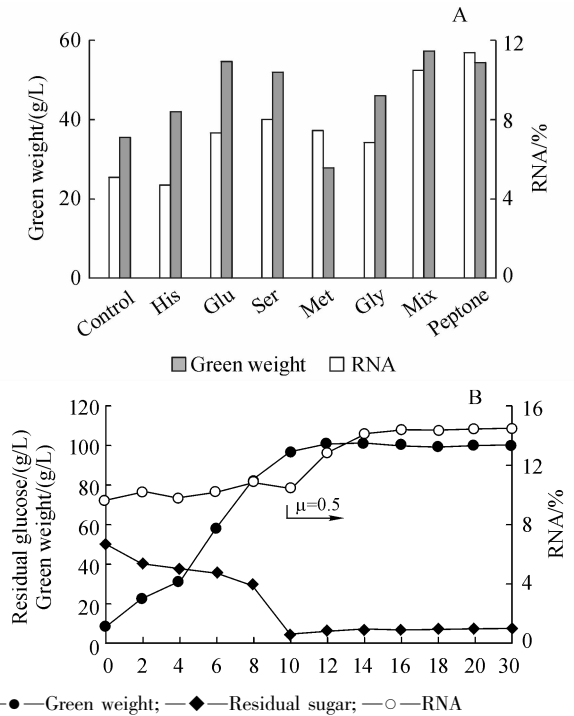 A
60
40
20
0
Green weight/(g/L)
12
8
4
0
RNA/%
Control His Glu Ser Met Gly Mix Peptone
Green weight RNA
B
120
100
80
60
40
20
0
Residual glucose/(g/L)
Green weight/(g/L)
16
12
8
4
0
RNA/%
μ=0.5
0 2 4 6 8 10 12 14 16 18 20 30
Green weight; Residual sugar; RNA